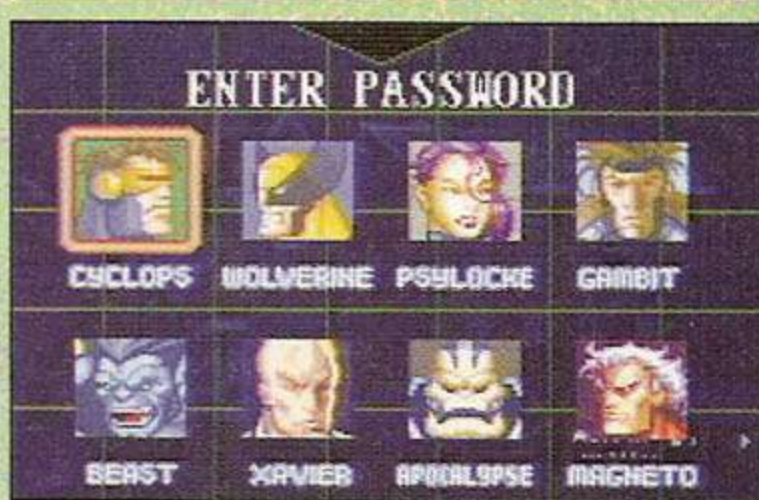 ENTER PASSWORD
CYCLOPS WOLVERINE PSYLOCKE GAMBIT
BEAST XAVIER APOCALYPSE MAGNETO